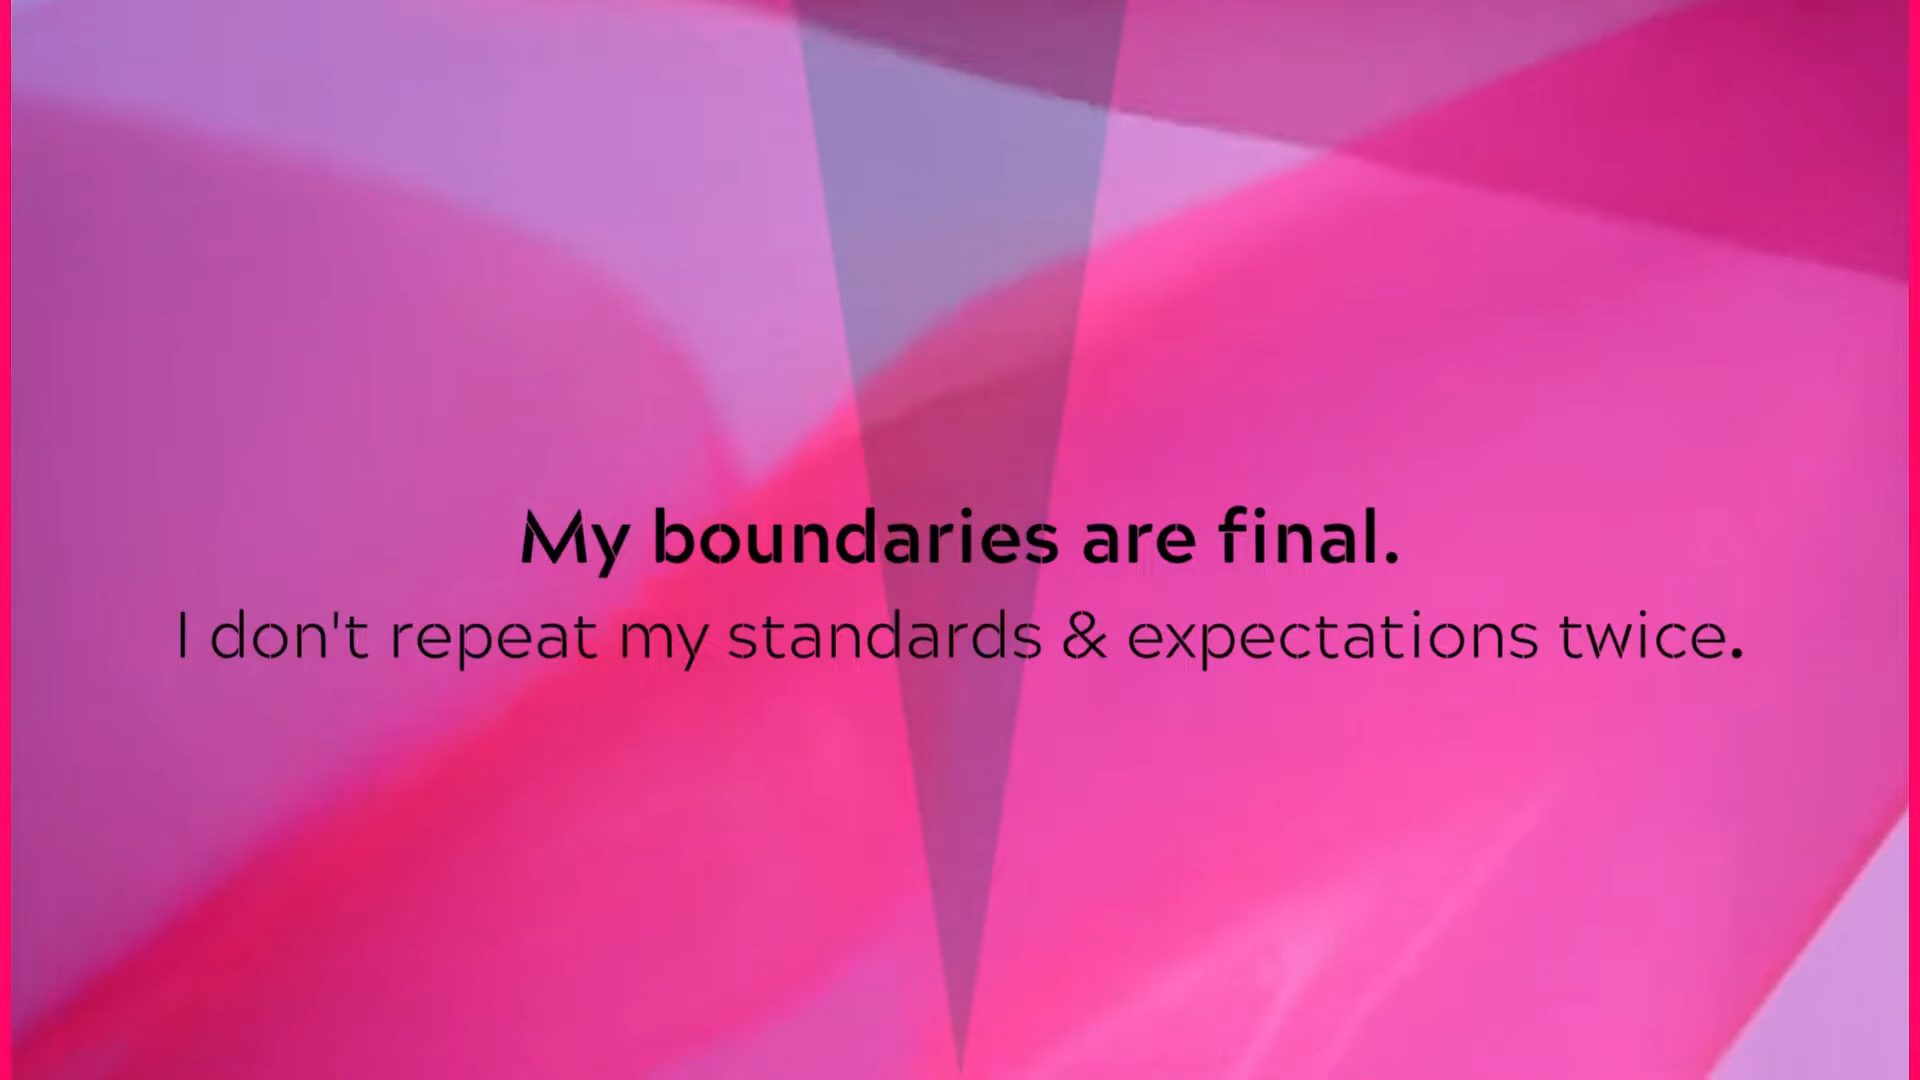 My boundaries are final.
I don't repeat my standards & expectations twice.